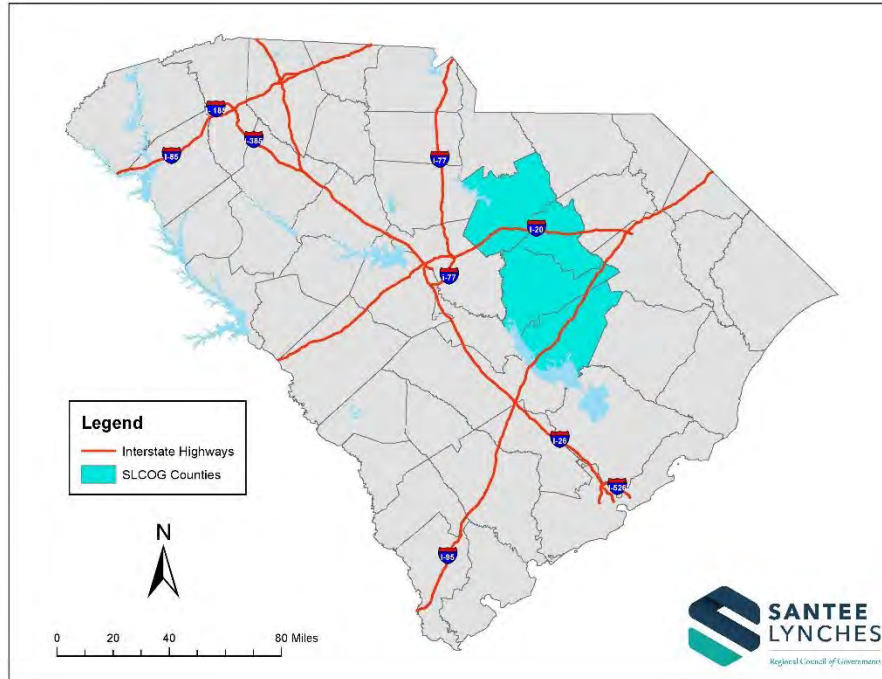 I-185
I-385
I-85
I-77
I-20
I-77
Legend
Interstate Highways
SLCOG Counties
I-26
I-526
N
I-95
0 20 40 80 Miles
SANTEE
LYNCHES
Regional Council of Governments